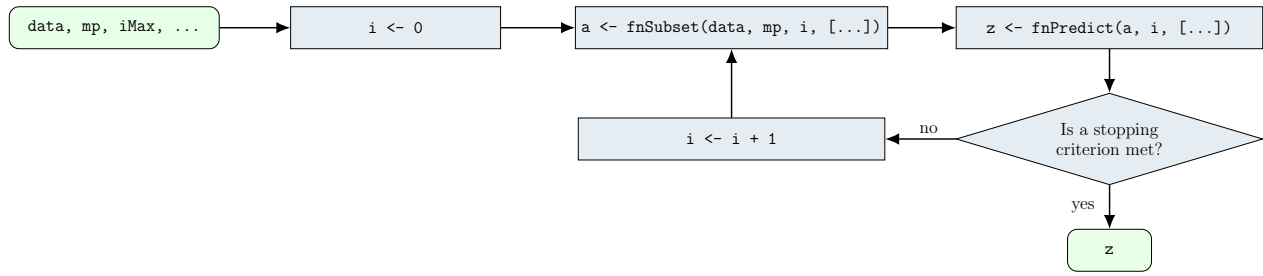 data, mp, iMax, ...
i <- 0
a <- fnSubset(data, mp, i, [...])
z <- fnPredict(a, i, [...])
Is a stopping
criterion met?
no
i <- i + 1
yes
z